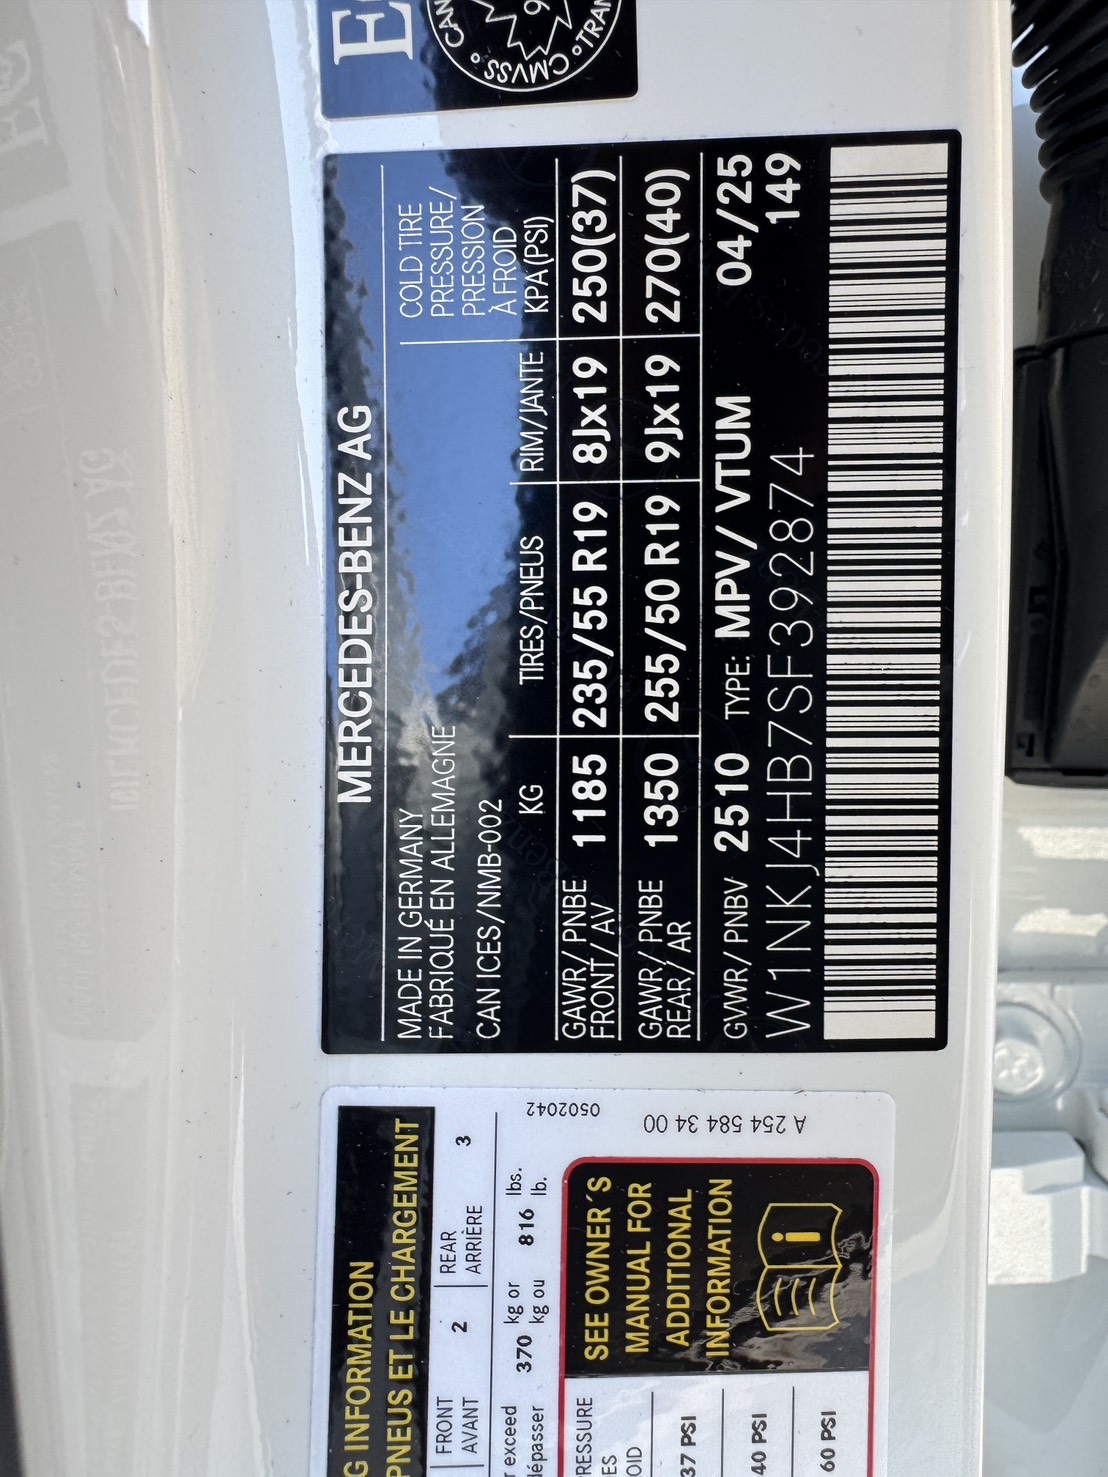 MERCEDES-BENZ AG
MADE IN GERMANY
FABRIQUÉ EN ALLEMAGNE
CAN ICES/NMB-002
COLD TIRE
PRESSURE/
PRESSION
À FROID
KG TIRES/PNEUS RIM/JANTE KPA(PSI)
GAWR/ PNBE
FRONT/ AV 1185 235/55 R19 8Jx19 250(37)
GAWR/ PNBE
REAR/ AR 1350 255/50 R19 9Jx19 270(40)
GVWR/ PNBV 2510 TYPE: MPV/ VTUM 04/25
W1NKJ4HB7SF392874 149
CMVSS
INFORMATION
PNEUS ET LE CHARGEMENT
FRONT 2 REAR 3
AVANT ARRIÈRE
exceed 370 kg or 816 lbs.
dépasser kg ou lb.
0502042
A 254 584 34 00
SEE OWNER'S
MANUAL FOR
ADDITIONAL
INFORMATION
37 PSI
40 PSI
60 PSI